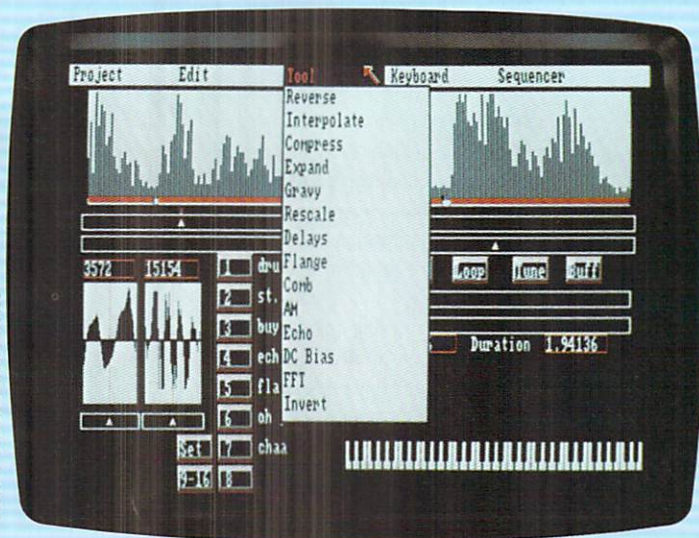 Project Edit Tool Keyboard Sequencer
Reverse
Interpolate
Compress
Expand
Gravy
Rescale
Delays
Flange
Comb
AM
Echo
DC Bias
FFT
Invert
3572 15154
1 dru
2 st.
3 buy
4 ech
5 fla
6 oh
Set 7 chaa
9-16 8
Loop Tune Buff
Duration 1.94136